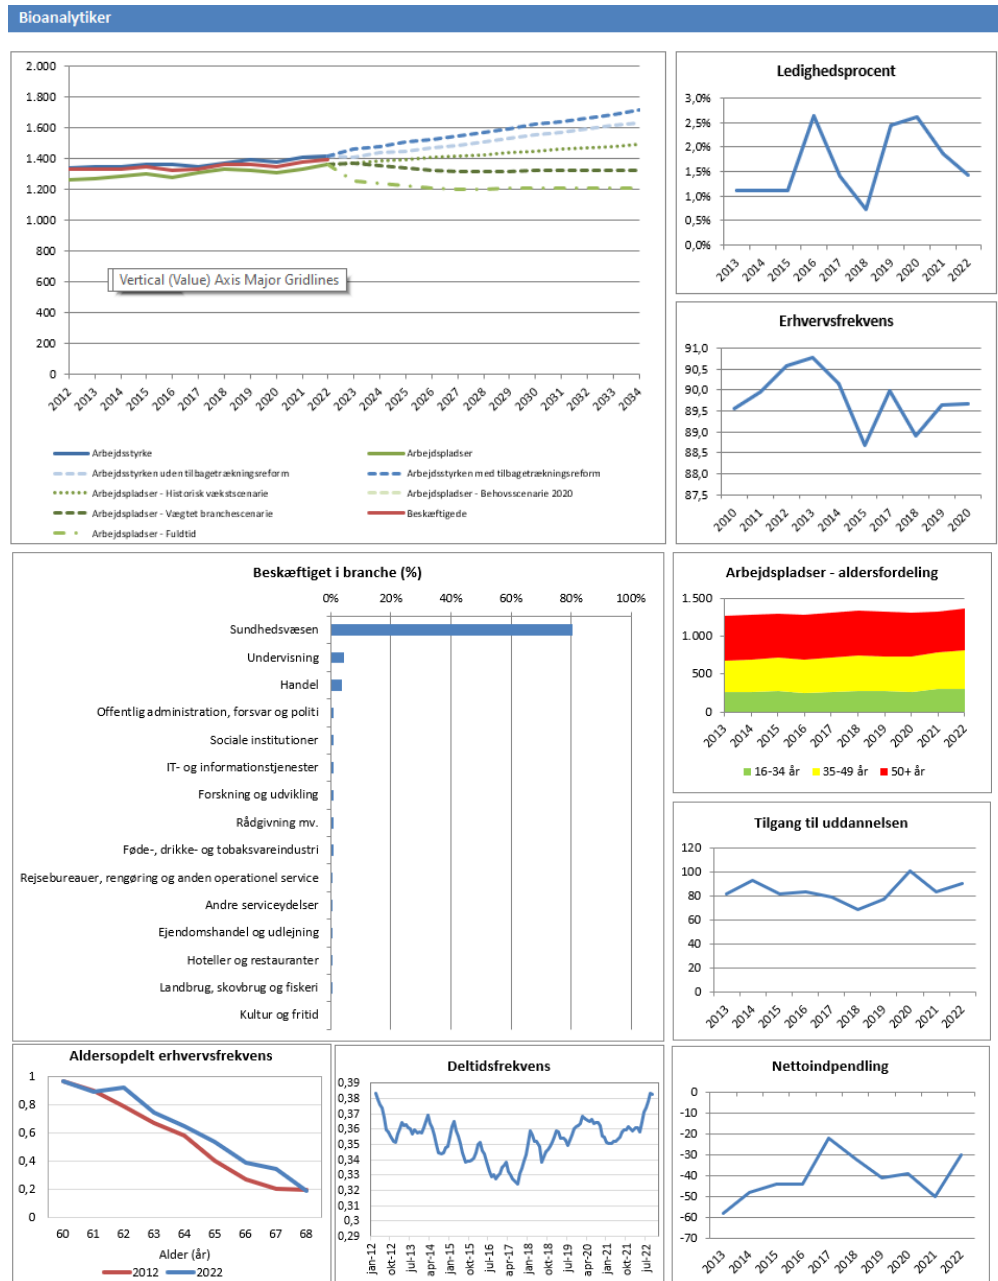 Bioanalytiker
2.000
1.800
1.600
1.400
1.200
1.000
800
600
400
200
0
Vertical (Value) Axis Major Gridlines
2012 2013 2014 2015 2016 2017 2018 2019 2020 2021 2022 2023 2024 2025 2026 2027 2028 2029 2030 2031 2032 2033 2034
Arbejdsstyrke
Arbejdspladser
Arbejdsstyrken uden tilbagetrækningsreform
Arbejdsstyrken med tilbagetrækningsreform
Arbejdspladser - Historisk vækstscenarie
Arbejdspladser - Behovsscenarie 2020
Arbejdspladser - Vægtet branchescenarie
Beskæftigede
Arbejdspladser - Fuldtid
Ledighedsprocent
3,0%
2,5%
2,0%
1,5%
1,0%
0,5%
0,0%
2013 2014 2015 2016 2017 2018 2019 2020 2021 2022
Erhvervsfrekvens
91,0
90,5
90,0
89,5
89,0
88,5
88,0
87,5
2010 2011 2012 2013 2014 2015 2016 2017 2018 2019 2020
Beskæftiget i branche (%)
0% 20% 40% 60% 80% 100%
Sundhedsvæsen
Undervisning
Handel
Offentlig administration, forsvar og politi
Sociale institutioner
IT- og informationstjenester
Forskning og udvikling
Rådgivning mv.
Føde-, drikke- og tobaksvareindustri
Rejsebureauer, rengøring og anden operationel service
Andre serviceydelser
Ejendomshandel og udlejning
Hoteller og restauranter
Landbrug, skovbrug og fiskeri
Kultur og fritid
Arbejdspladser - aldersfordeling
1.500
1.000
500
0
2013 2014 2015 2016 2017 2018 2019 2020 2021 2022
16-34 år 35-49 år 50+ år
Tilgang til uddannelsen
120
100
80
60
40
20
0
2013 2014 2015 2016 2017 2018 2019 2020 2021 2022
Aldersopdelt erhvervsfrekvens
1
0,8
0,6
0,4
0,2
0
60 61 62 63 64 65 66 67 68
Alder (år)
2012 2022
Deltidsfrekvens
0,39
0,38
0,37
0,36
0,35
0,34
0,33
0,32
0,31
0,3
0,29
jan-12 okt-12 jul-13 apr-14 jan-15 okt-15 jul-16 apr-17 jan-18 okt-18 jul-19 apr-20 jan-21 okt-21 jul-22
Nettoindpendling
0
-10
-20
-30
-40
-50
-60
-70
2013 2014 2015 2016 2017 2018 2019 2020 2021 2022